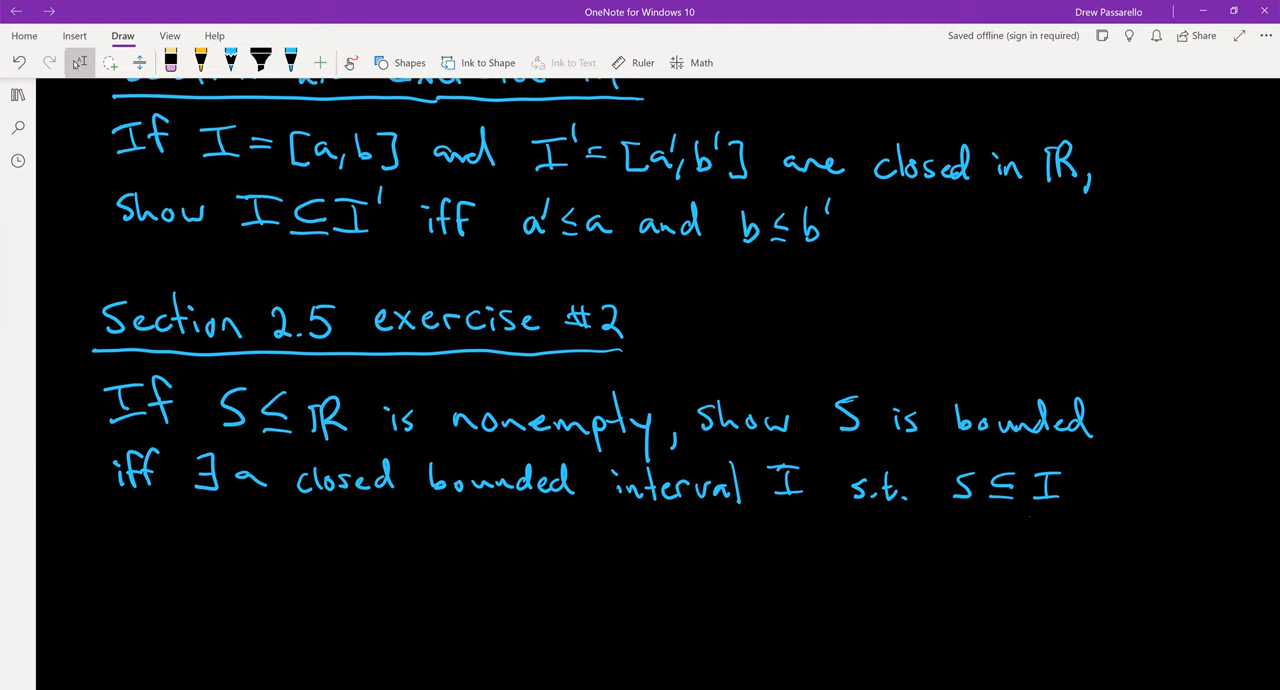 OneNote for Windows 10
Drew Passarello
Home Insert Draw View Help
Saved offline (sign in required)
Share
Shapes
Ink to Shape
Ink to Text
Ruler
Math
If I = [a,b] and I' = [a',b'] are closed in ℝ,
show I ⊆ I' iff a' ≤ a and b ≤ b'
Section 2.5 exercise #2
If S ⊆ ℝ is nonempty, show S is bounded
iff ∃ a closed bounded interval I s.t. S ⊆ I